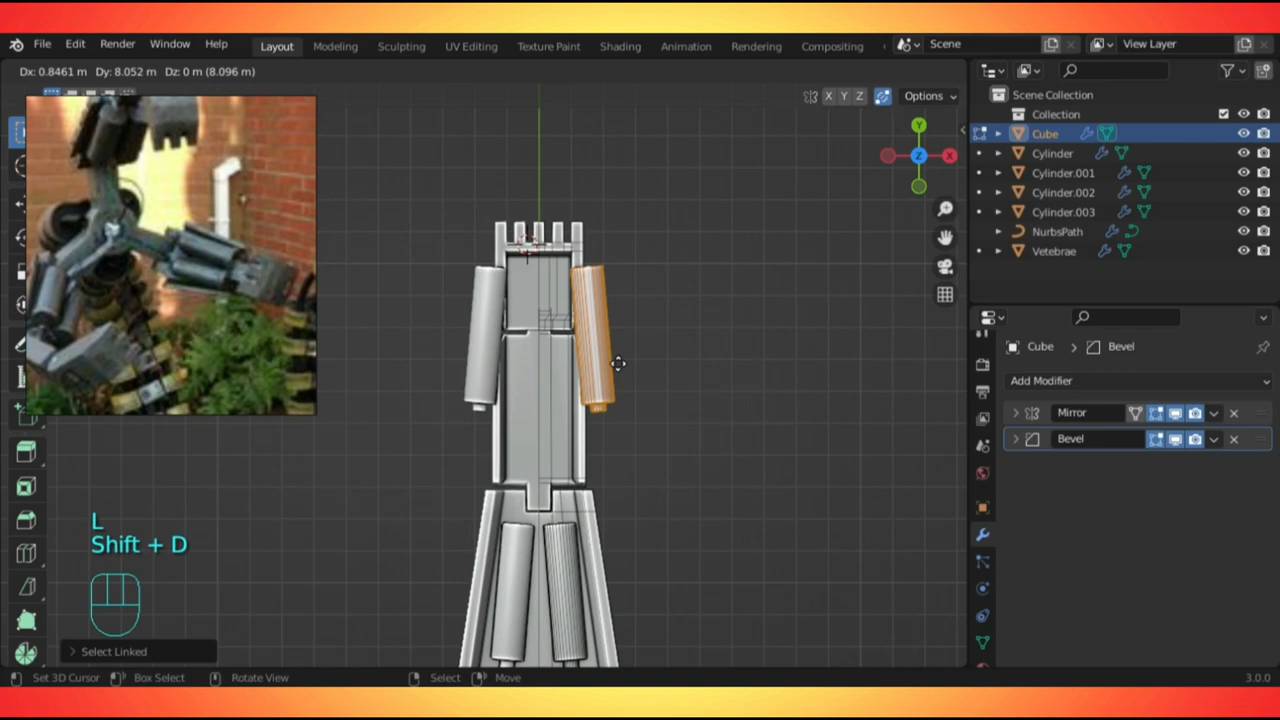 File Edit Render Window Help Layout Modeling Sculpting UV Editing Texture Paint Shading Animation Rendering Compositing Scene View Layer
Dx: 0.8461 m Dy: 8.052 m Dz: 0 m (8.096 m)
X Y Z Options
Scene Collection
Collection
Cube
Cylinder
Cylinder.001
Cylinder.002
Cylinder.003
NurbsPath
Vetebrae
Y
Z
X
Cube > Bevel
Add Modifier
Mirror
Bevel
L
Shift + D
> Select Linked
Set 3D Cursor Box Select Rotate View Select Move 3.0.0